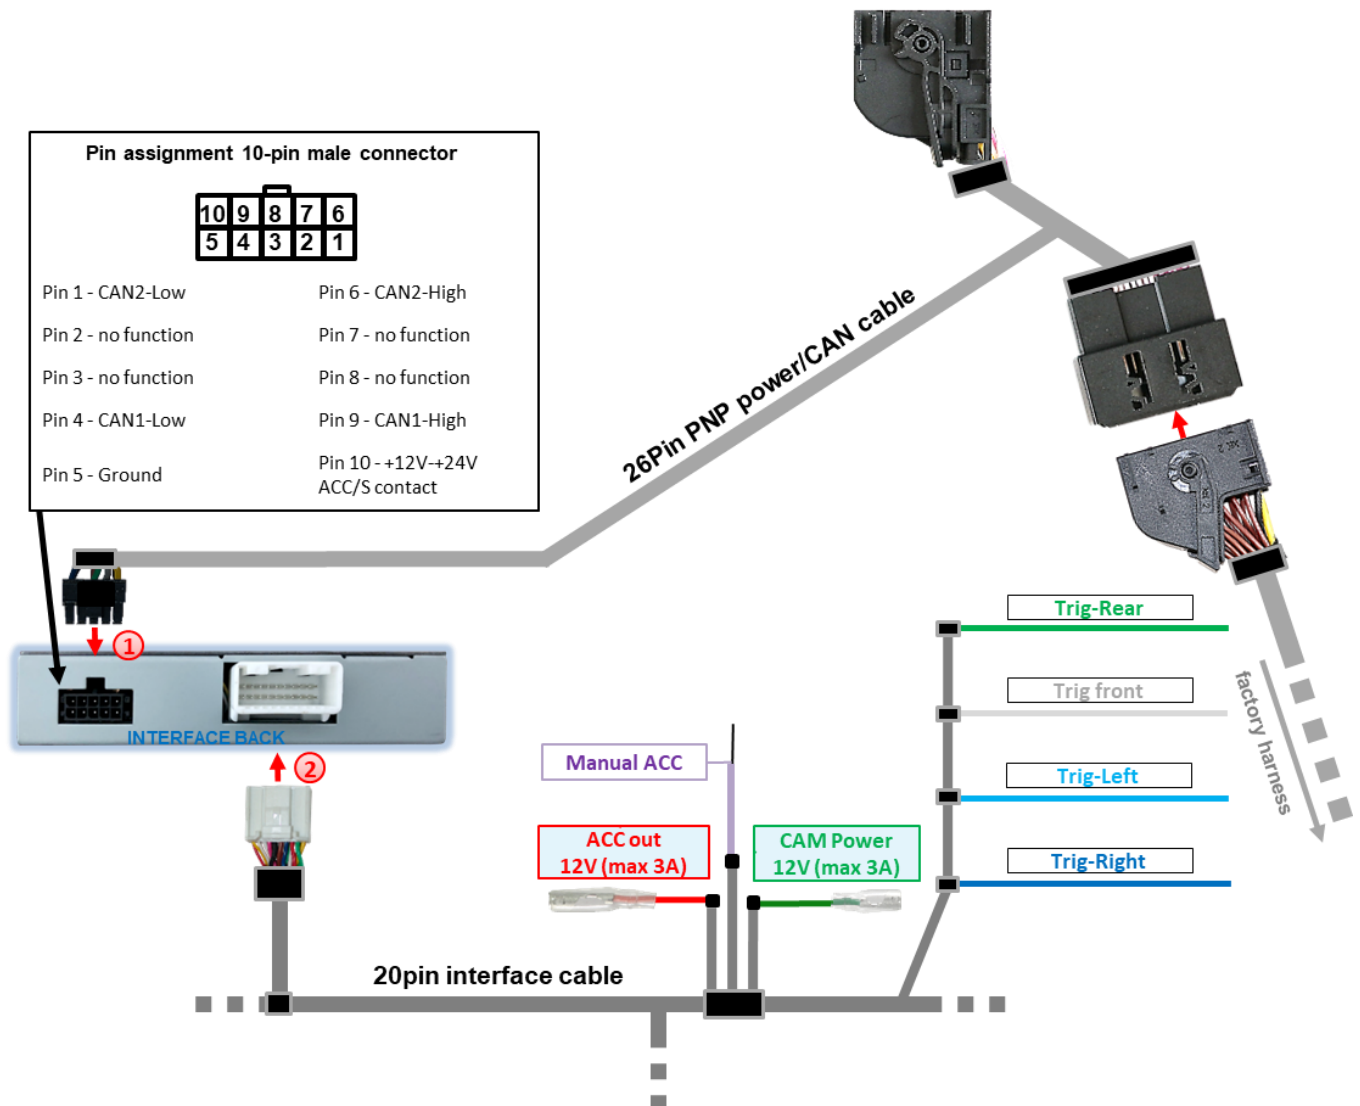 Pin assignment 10-pin male connector
10 9 8 7 6
5 4 3 2 1
Pin 1 - CAN2-Low
Pin 6 - CAN2-High
Pin 2 - no function
Pin 7 - no function
Pin 3 - no function
Pin 8 - no function
Pin 4 - CAN1-Low
Pin 9 - CAN1-High
Pin 5 - Ground
Pin 10 - +12V-+24V
ACC/S contact
26Pin PNP power/CAN cable
1
INTERFACE BACK
2
Trig-Rear
Trig front
Trig-Left
Trig-Right
factory harness
Manual ACC
ACC out
12V (max 3A)
CAM Power
12V (max 3A)
20pin interface cable